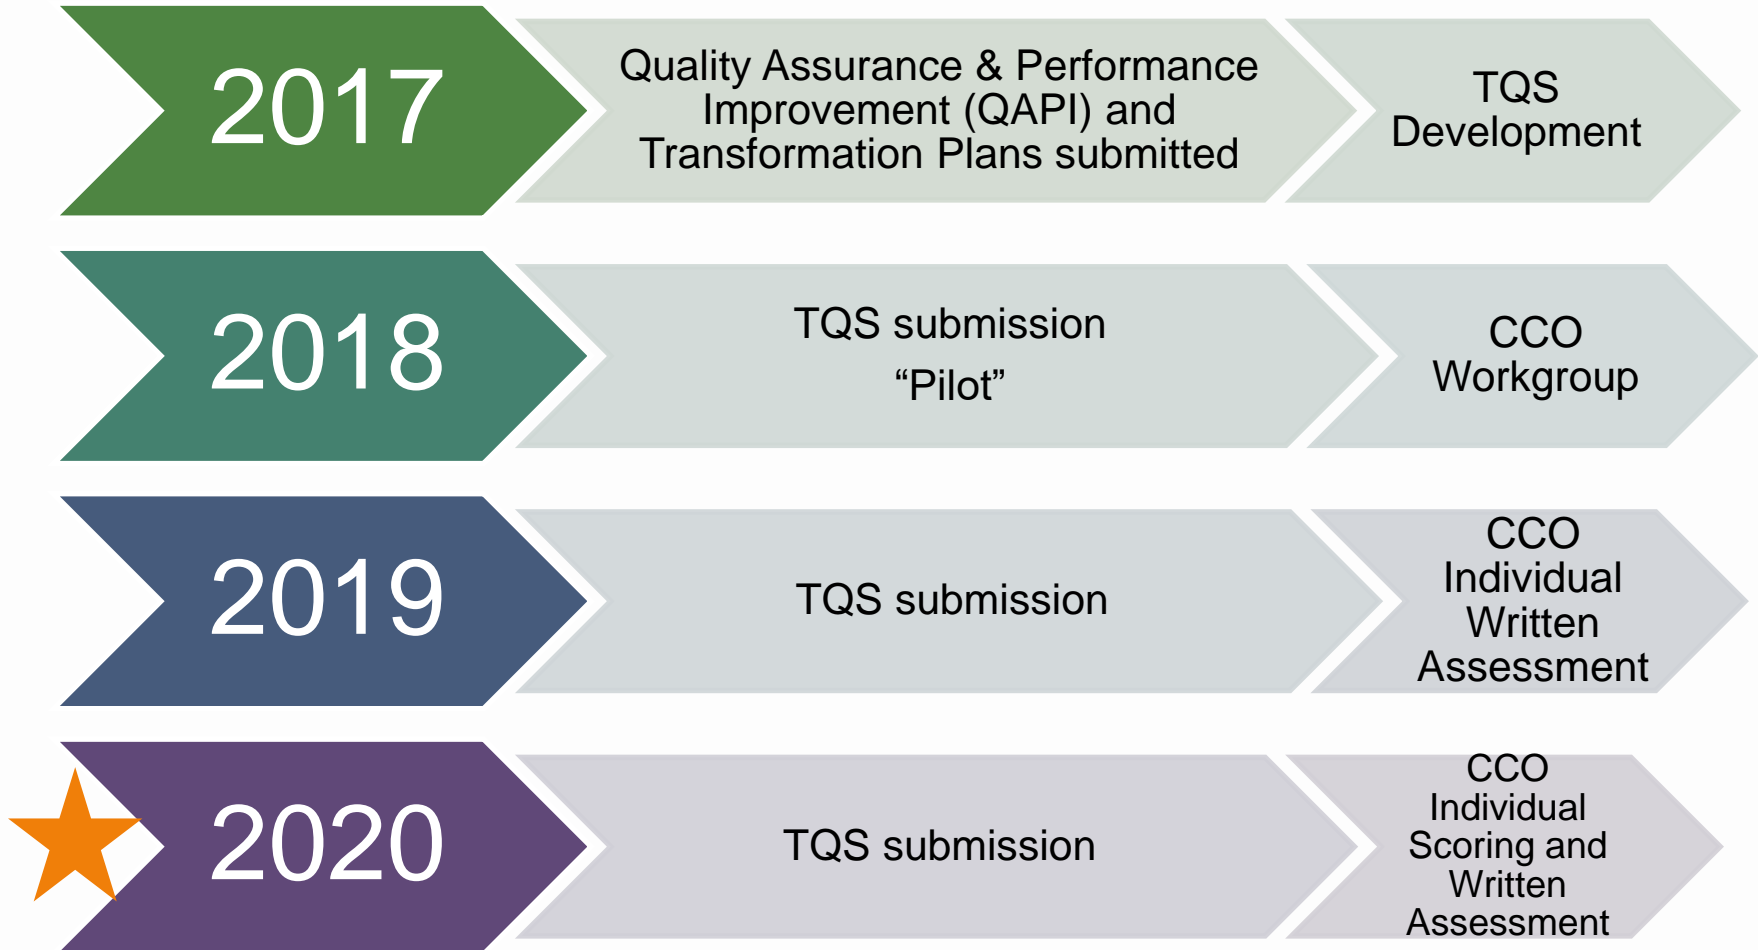 2017
Quality Assurance & Performance
Improvement (QAPI) and
Transformation Plans submitted
TQS
Development
2018
TQS submission
“Pilot”
CCO
Workgroup
2019
TQS submission
CCO
Individual
Written
Assessment
2020
TQS submission
CCO
Individual
Scoring and
Written
Assessment